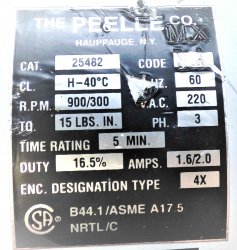 THE PEELLE CO.
HAUPPAUGE, N.Y. MX
CAT. 25482 CODE
CL. H-40°C HZ 60
R.P.M. 900/300 V.A.C. 220
TQ. 15 LBS. IN. PH. 3
TIME RATING 5 MIN.
DUTY 16.5% AMPS. 1.6/2.0
ENC. DESIGNATION TYPE 4X
B44.1/ASME A17.5
NRTL/C